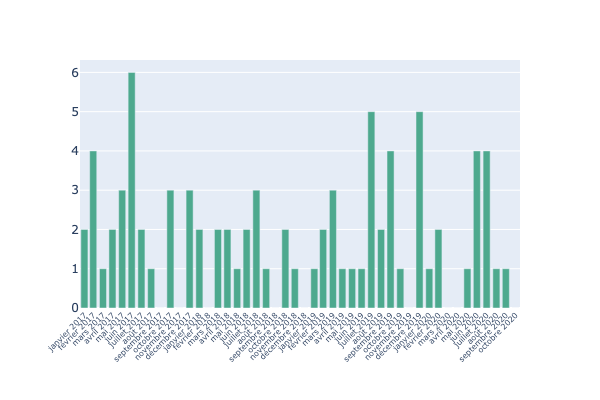 6
5
4
3
2
1
0
janvier 2017
février 2017
mars 2017
avril 2017
mai 2017
juin 2017
juillet 2017
août 2017
septembre 2017
octobre 2017
novembre 2017
décembre 2017
janvier 2018
février 2018
mars 2018
avril 2018
mai 2018
juin 2018
juillet 2018
août 2018
septembre 2018
octobre 2018
novembre 2018
décembre 2018
janvier 2019
février 2019
mars 2019
avril 2019
mai 2019
juin 2019
juillet 2019
août 2019
septembre 2019
octobre 2019
novembre 2019
décembre 2019
janvier 2020
février 2020
mars 2020
avril 2020
mai 2020
juin 2020
juillet 2020
août 2020
septembre 2020
octobre 2020